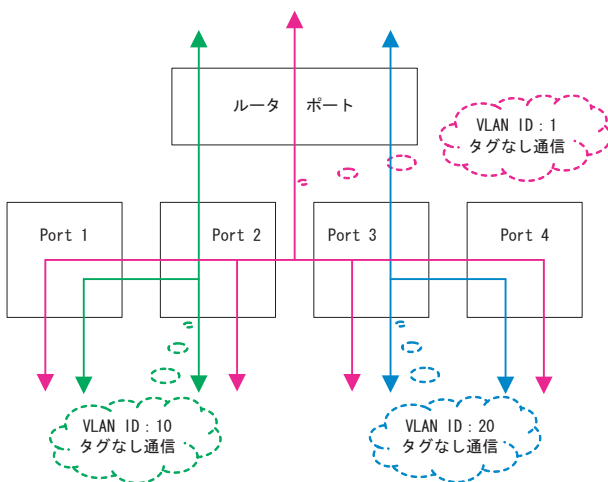 ルータ ポート
VLAN ID：1
タグなし通信
Port 1
Port 2
Port 3
Port 4
VLAN ID：10
タグなし通信
VLAN ID：20
タグなし通信